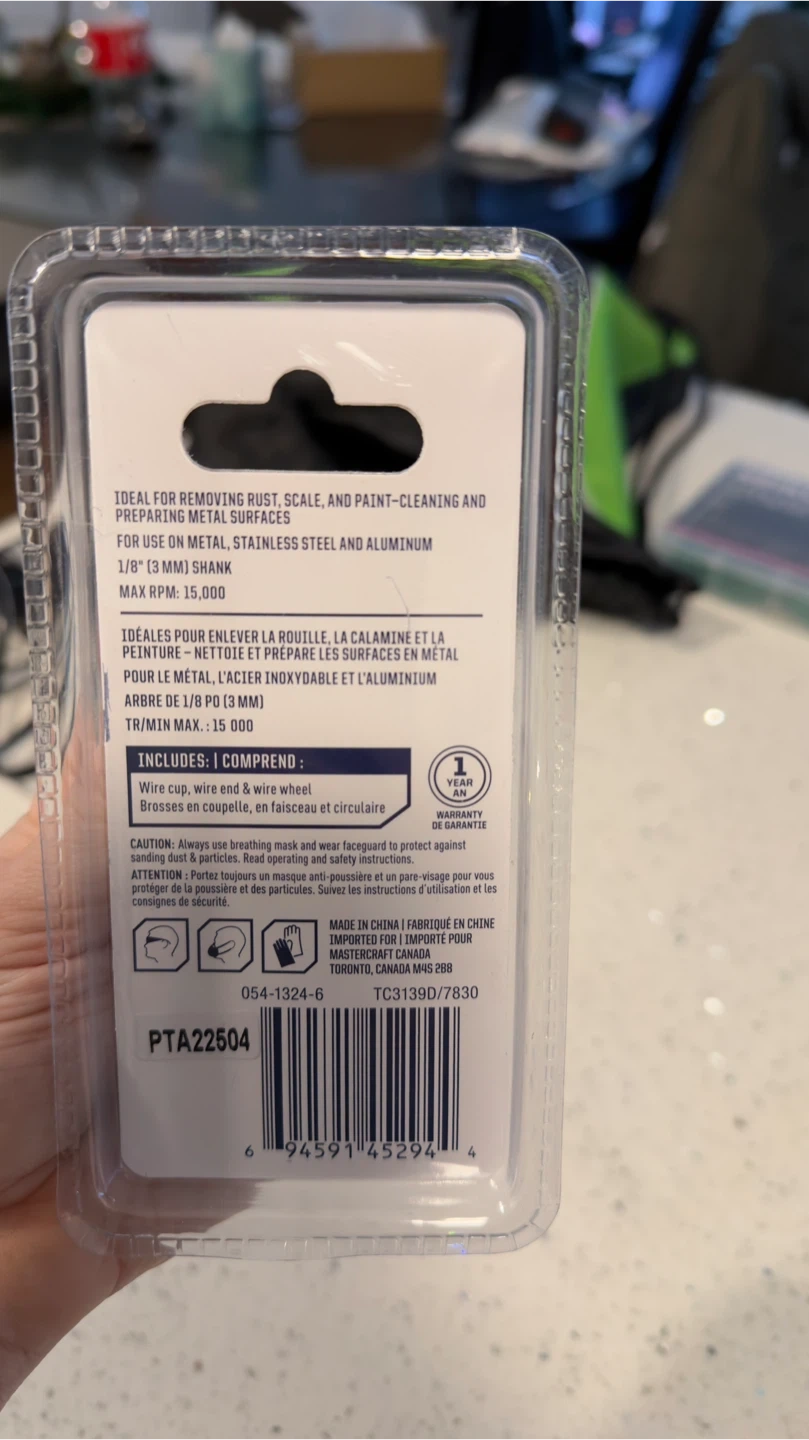 IDEAL FOR REMOVING RUST, SCALE, AND PAINT-CLEANING AND
PREPARING METAL SURFACES
FOR USE ON METAL, STAINLESS STEEL AND ALUMINUM
1/8" (3 MM) SHANK
MAX RPM: 15,000
IDÉALES POUR ENLEVER LA ROUILLE, LA CALAMINE ET LA
PEINTURE – NETTOIE ET PRÉPARE LES SURFACES EN MÉTAL
POUR LE MÉTAL, L'ACIER INOXYDABLE ET L'ALUMINIUM
ARBRE DE 1/8 PO (3 MM)
TR/MIN MAX. : 15 000
INCLUDES: | COMPREND :
Wire cup, wire end & wire wheel
Brosses en coupelle, en faisceau et circulaire
1
YEAR
AN
WARRANTY
DE GARANTIE
CAUTION: Always use breathing mask and wear faceguard to protect against
sanding dust & particles. Read operating and safety instructions.
ATTENTION : Portez toujours un masque anti-poussière et un pare-visage pour vous
protéger de la poussière et des particules. Suivez les instructions d'utilisation et les
consignes de sécurité.
MADE IN CHINA | FABRIQUÉ EN CHINE
IMPORTED FOR | IMPORTÉ POUR
MASTERCRAFT CANADA
TORONTO, CANADA M4S 2B8
054-1324-6 TC3139D/7830
PTA22504
6 94591 45294 4